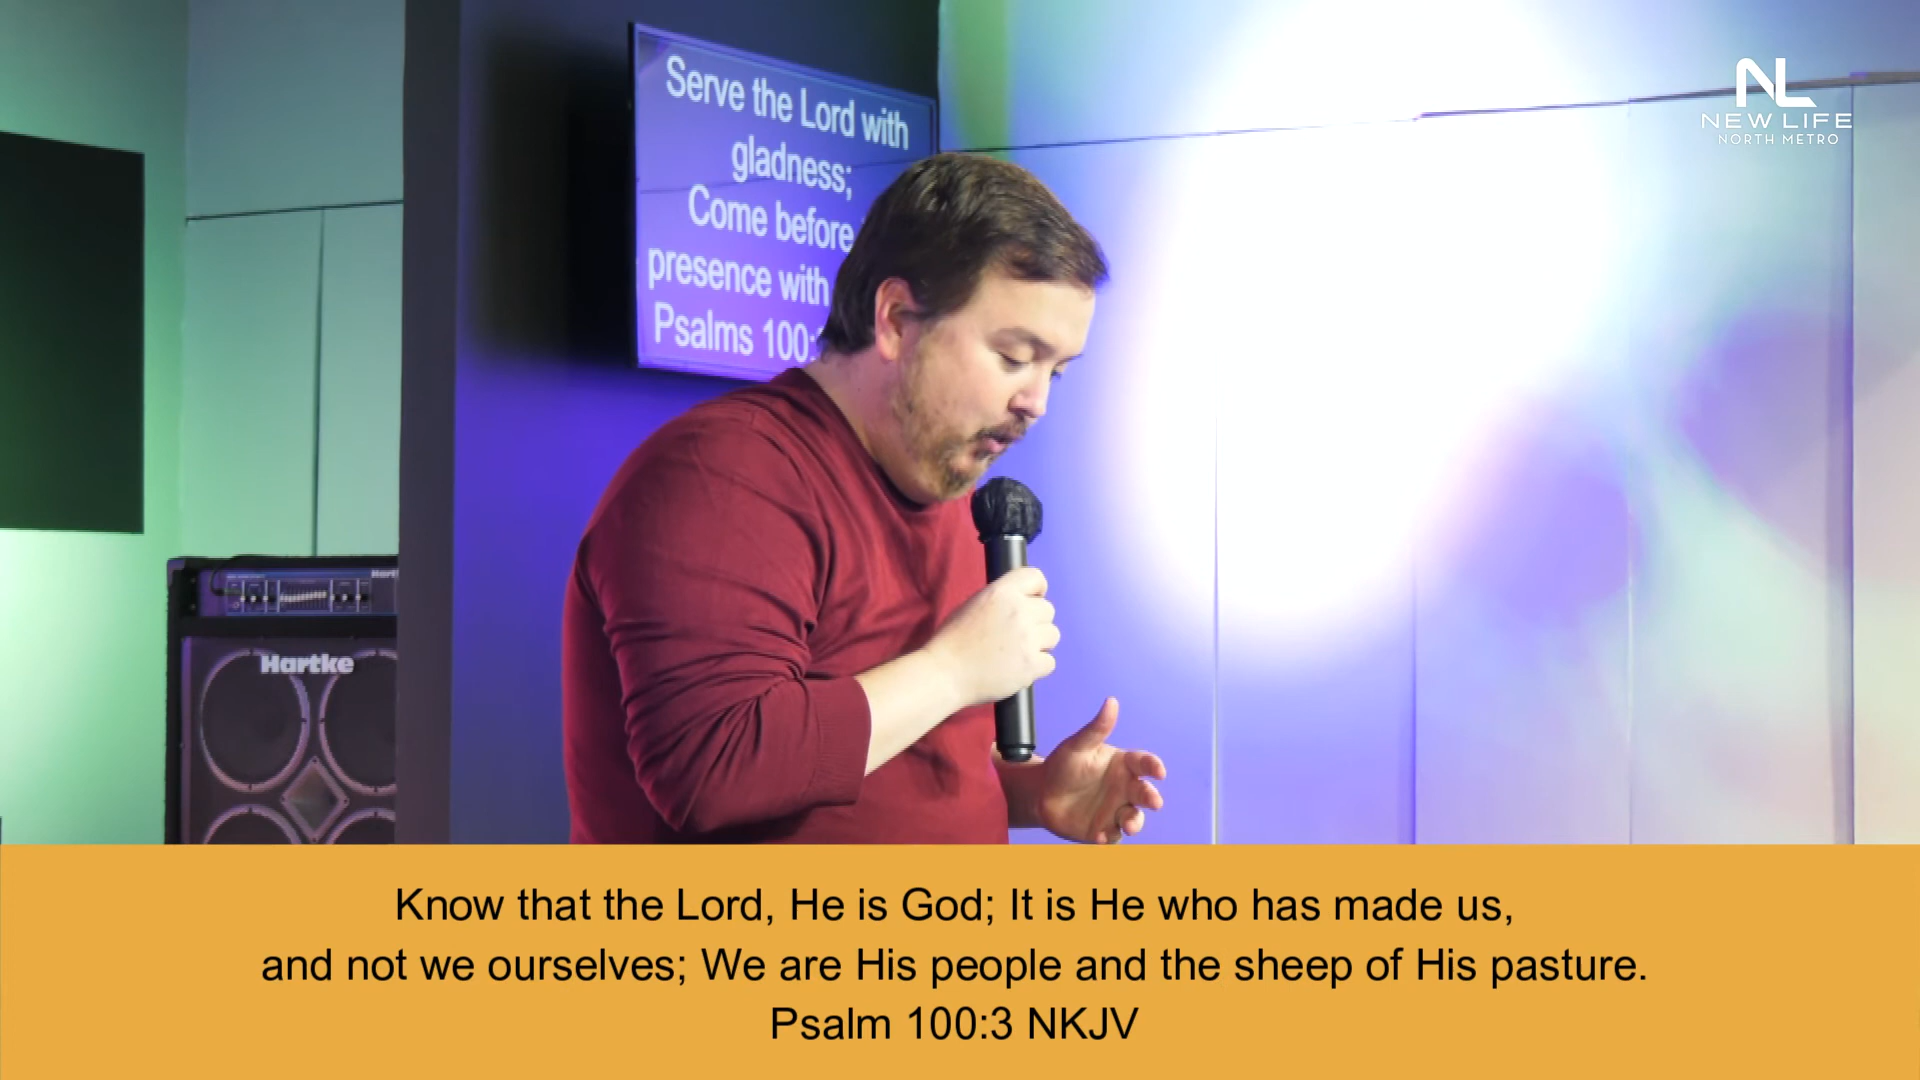 Serve the Lord with
gladness;
Come before
presence with
Psalms 100:
NL
NEW LIFE
NORTH METRO
Hartke
Know that the Lord, He is God; It is He who has made us,
and not we ourselves; We are His people and the sheep of His pasture.
Psalm 100:3 NKJV